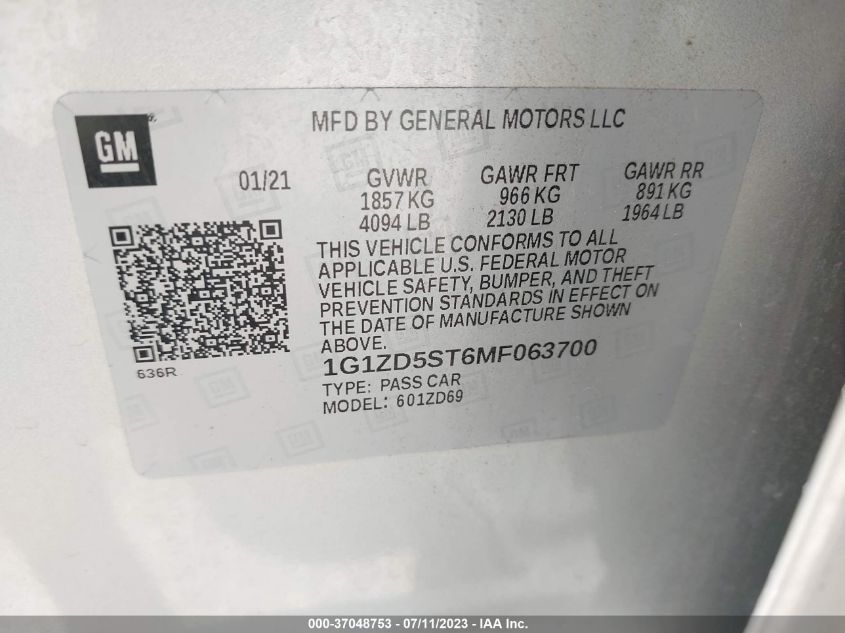 GM
MFD BY GENERAL MOTORS LLC
01/21
GVWR GAWR FRT GAWR RR
1857 KG 966 KG 891 KG
4094 LB 2130 LB 1964 LB
THIS VEHICLE CONFORMS TO ALL
APPLICABLE U.S. FEDERAL MOTOR
VEHICLE SAFETY, BUMPER, AND THEFT
PREVENTION STANDARDS IN EFFECT ON
THE DATE OF MANUFACTURE SHOWN
ABOVE.
636R
1G1ZD5ST6MF063700
TYPE: PASS CAR
MODEL: 601ZD69
000-37048753 - 07/11/2023 - IAA Inc.